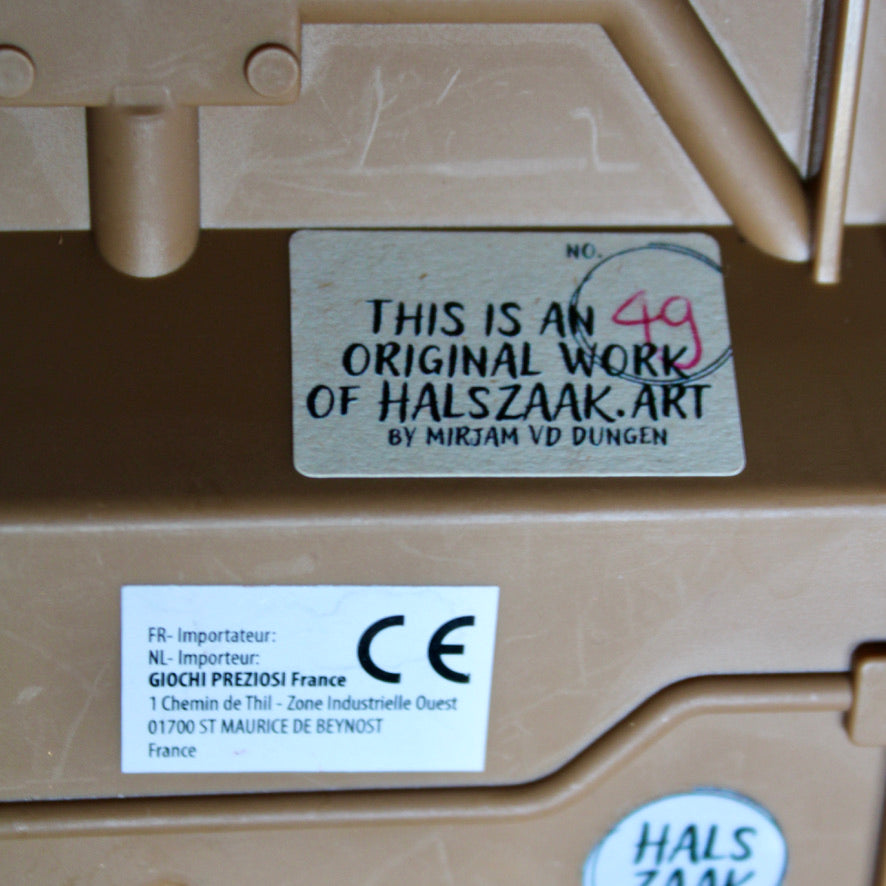 NO.
49
THIS IS AN
ORIGINAL WORK
OF HALSZAAK.ART
BY MIRJAM VD DUNGEN
CE
FR- Importateur:
NL- Importeur:
GIOCHI PREZIOSI France
1 Chemin de Thil - Zone Industrielle Ouest
01700 ST MAURICE DE BEYNOST
France
HALS
ZAAK